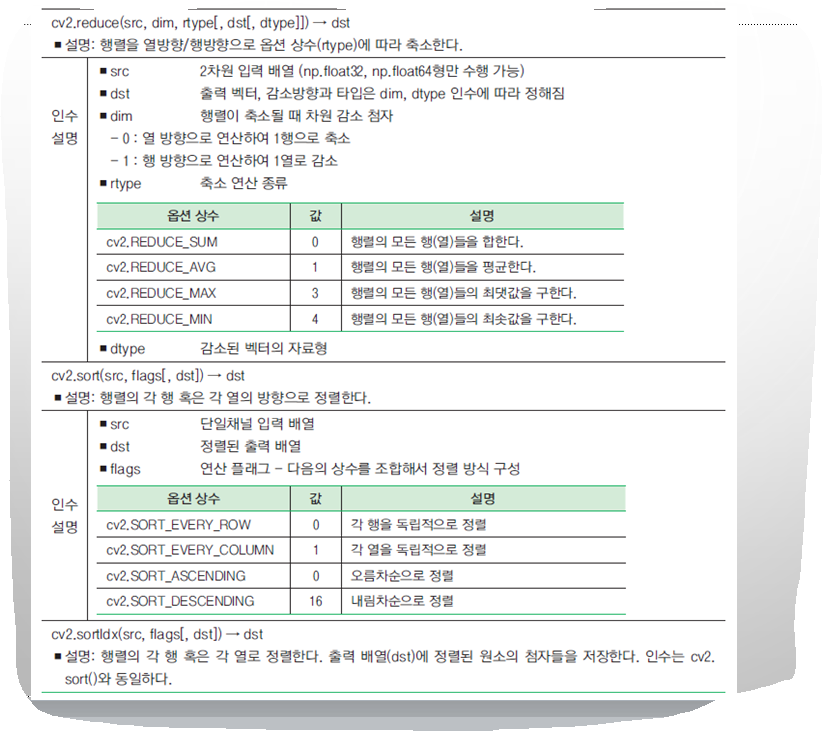 cv2.reduce(src, dim, rtype[, dst[, dtype]]) → dst
■ 설명: 행렬을 열방향/행방향으로 옵션 상수(rtype)에 따라 축소한다.
인수
설명
■ src 2차원 입력 배열 (np.float32, np.float64형만 수행 가능)
■ dst 출력 벡터, 감소방향과 타입은 dim, dtype 인수에 따라 정해짐
■ dim 행렬이 축소될 때 차원 감소 첨자
- 0 : 열 방향으로 연산하여 1행으로 축소
- 1 : 행 방향으로 연산하여 1열로 감소
■ rtype 축소 연산 종류
옵션 상수 값 설명
cv2.REDUCE_SUM 0 행렬의 모든 행(열)들을 합한다.
cv2.REDUCE_AVG 1 행렬의 모든 행(열)들을 평균한다.
cv2.REDUCE_MAX 3 행렬의 모든 행(열)들의 최댓값을 구한다.
cv2.REDUCE_MIN 4 행렬의 모든 행(열)들의 최솟값을 구한다.
■ dtype 감소된 벡터의 자료형
cv2.sort(src, flags[, dst]) → dst
■ 설명: 행렬의 각 행 혹은 각 열의 방향으로 정렬한다.
인수
설명
■ src 단일채널 입력 배열
■ dst 정렬된 출력 배열
■ flags 연산 플래그 - 다음의 상수를 조합해서 정렬 방식 구성
옵션 상수 값 설명
cv2.SORT_EVERY_ROW 0 각 행을 독립적으로 정렬
cv2.SORT_EVERY_COLUMN 1 각 열을 독립적으로 정렬
cv2.SORT_ASCENDING 0 오름차순으로 정렬
cv2.SORT_DESCENDING 16 내림차순으로 정렬
cv2.sortIdx(src, flags[, dst]) → dst
■ 설명: 행렬의 각 행 혹은 각 열로 정렬한다. 출력 배열(dst)에 정렬된 원소의 첨자들을 저장한다. 인수는 cv2.
sort()와 동일하다.